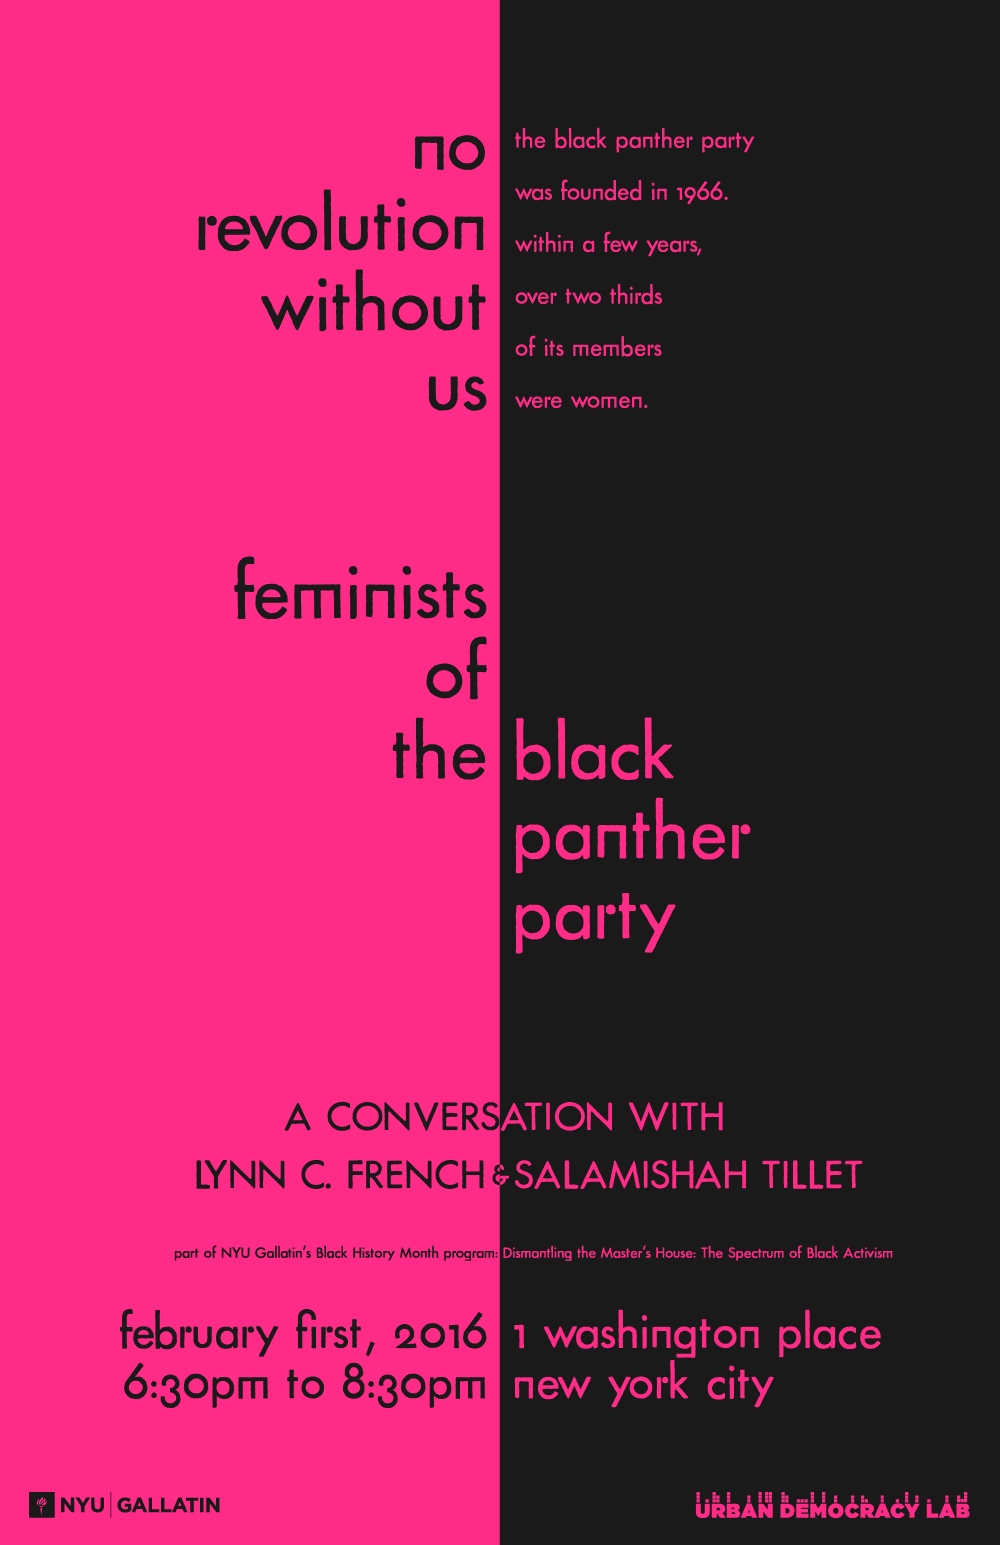 no
revolution
without
us
the black panther party
was founded in 1966.
within a few years,
over two thirds
of its members
were women.
feminists
of
the black
panther
party
A CONVERSATION WITH
LYNN C. FRENCH & SALAMISHAH TILLET
part of NYU Gallatin's Black History Month program: Dismantling the Master's House: The Spectrum of Black Activism
february first, 2016
6:30pm to 8:30pm
1 washington place
new york city
NYU | GALLATIN
URBAN DEMOCRACY LAB